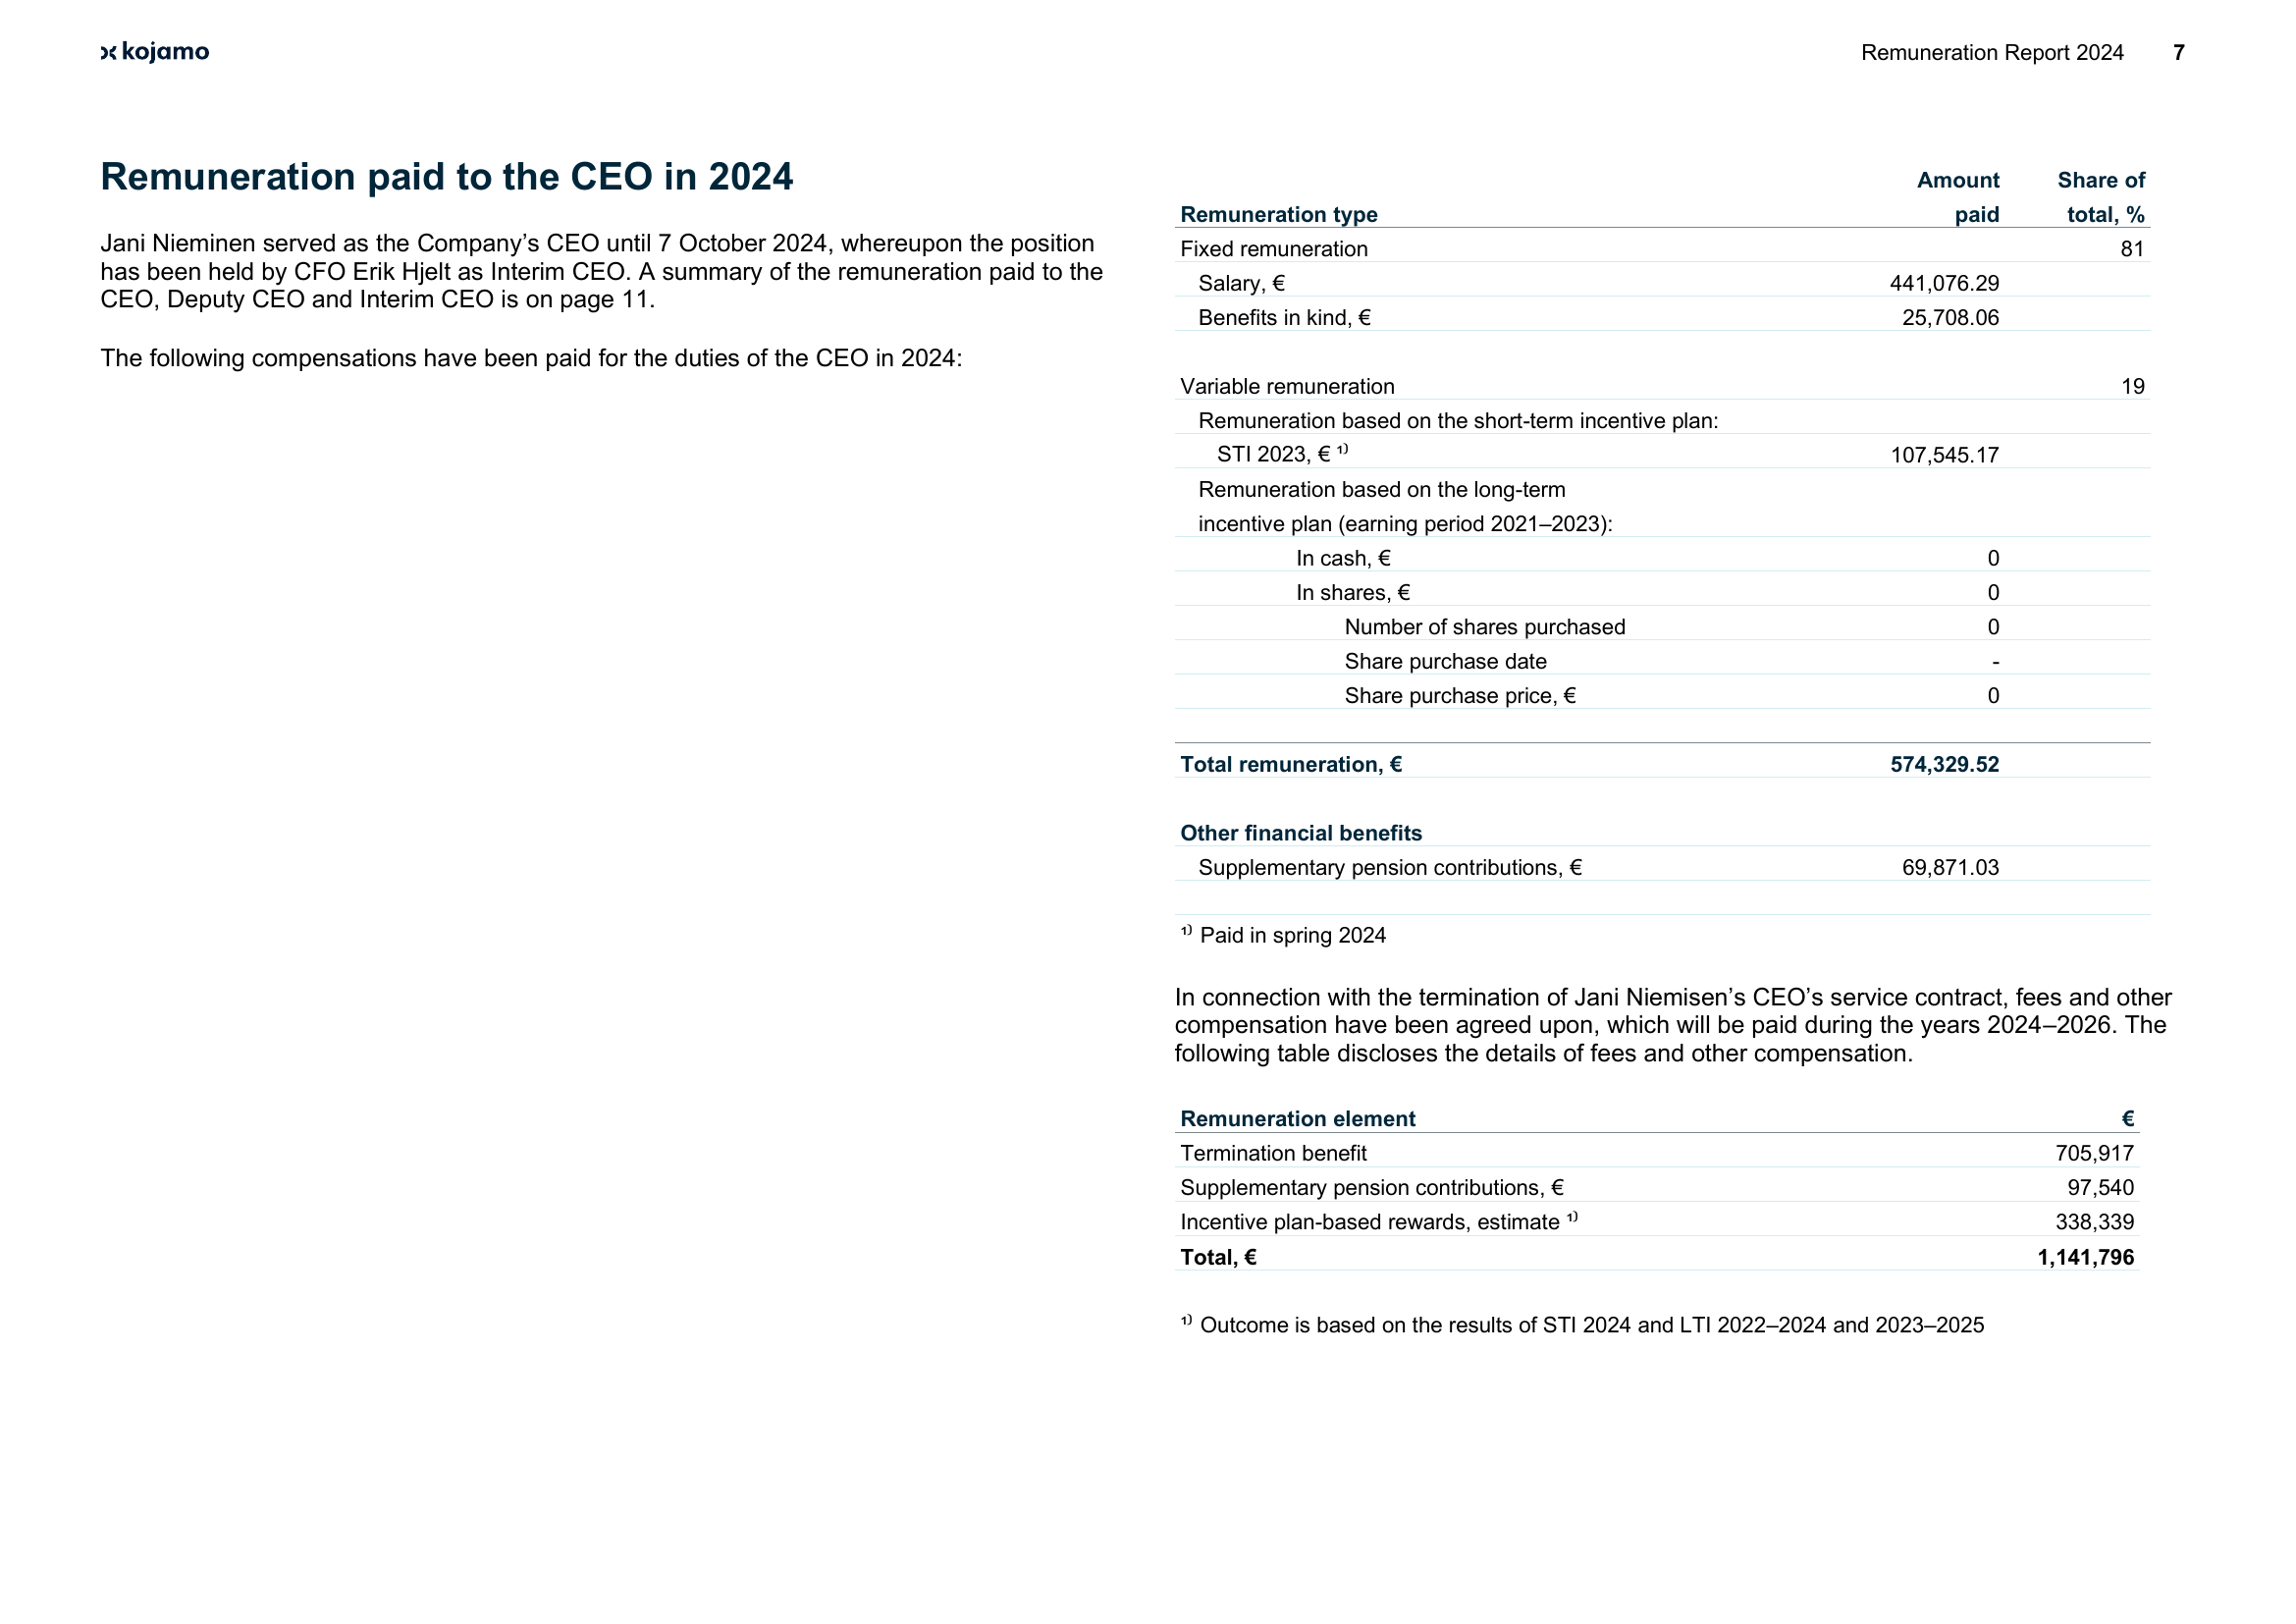 kojamo
Remuneration Report 2024 7
Remuneration paid to the CEO in 2024
Jani Nieminen served as the Company’s CEO until 7 October 2024, whereupon the position
has been held by CFO Erik Hjelt as Interim CEO. A summary of the remuneration paid to the
CEO, Deputy CEO and Interim CEO is on page 11.
The following compensations have been paid for the duties of the CEO in 2024:
Amount Share of
Remuneration type paid total, %
Fixed remuneration 81
Salary, € 441,076.29
Benefits in kind, € 25,708.06
Variable remuneration 19
Remuneration based on the short-term incentive plan:
STI 2023, € ¹⁾ 107,545.17
Remuneration based on the long-term
incentive plan (earning period 2021–2023):
In cash, € 0
In shares, € 0
Number of shares purchased 0
Share purchase date -
Share purchase price, € 0
Total remuneration, € 574,329.52
Other financial benefits
Supplementary pension contributions, € 69,871.03
¹⁾ Paid in spring 2024
In connection with the termination of Jani Niemisen’s CEO’s service contract, fees and other
compensation have been agreed upon, which will be paid during the years 2024–2026. The
following table discloses the details of fees and other compensation.
Remuneration element €
Termination benefit 705,917
Supplementary pension contributions, € 97,540
Incentive plan-based rewards, estimate ¹⁾ 338,339
Total, € 1,141,796
¹⁾ Outcome is based on the results of STI 2024 and LTI 2022–2024 and 2023–2025